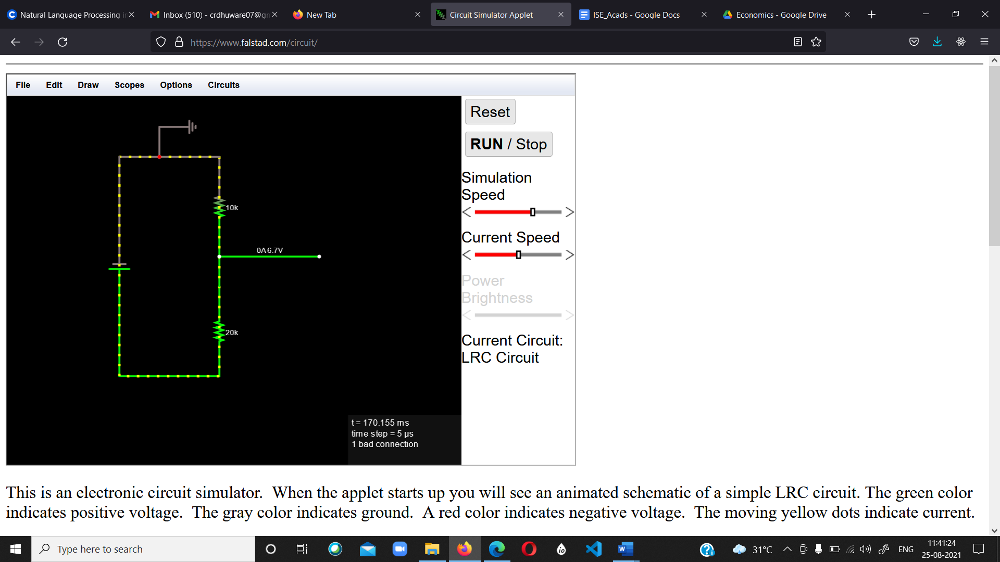 Natural Language Processing in
Inbox (510) - crdhuware07@gn
New Tab
Circuit Simulator Applet
ISE_Acads - Google Docs
Economics - Google Drive
https://www.falstad.com/circuit/
File Edit Draw Scopes Options Circuits
Reset
RUN / Stop
Simulation
Speed
Current Speed
Power
Brightness
Current Circuit:
LRC Circuit
10k
0A 6.7V
20k
t = 170.155 ms
time step = 5 μs
1 bad connection
This is an electronic circuit simulator.  When the applet starts up you will see an animated schematic of a simple LRC circuit. The green color
indicates positive voltage.  The gray color indicates ground.  A red color indicates negative voltage.  The moving yellow dots indicate current.
Type here to search
31°C
ENG
11:41:24
25-08-2021